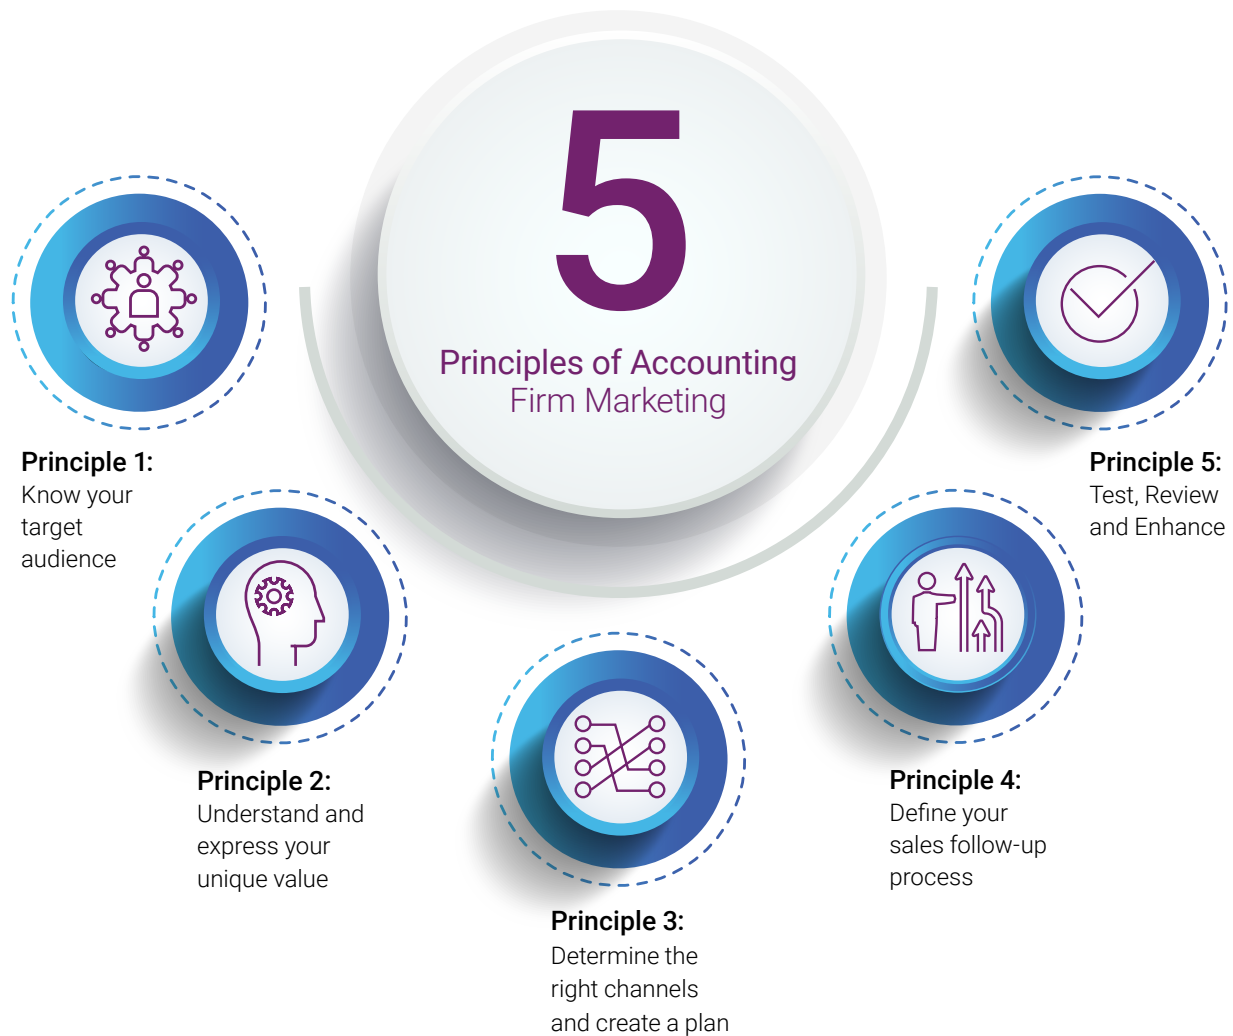 5
Principles of Accounting
Firm Marketing
Principle 1:
Know your
target
audience
Principle 2:
Understand and
express your
unique value
Principle 3:
Determine the
right channels
and create a plan
Principle 4:
Define your
sales follow-up
process
Principle 5:
Test, Review
and Enhance